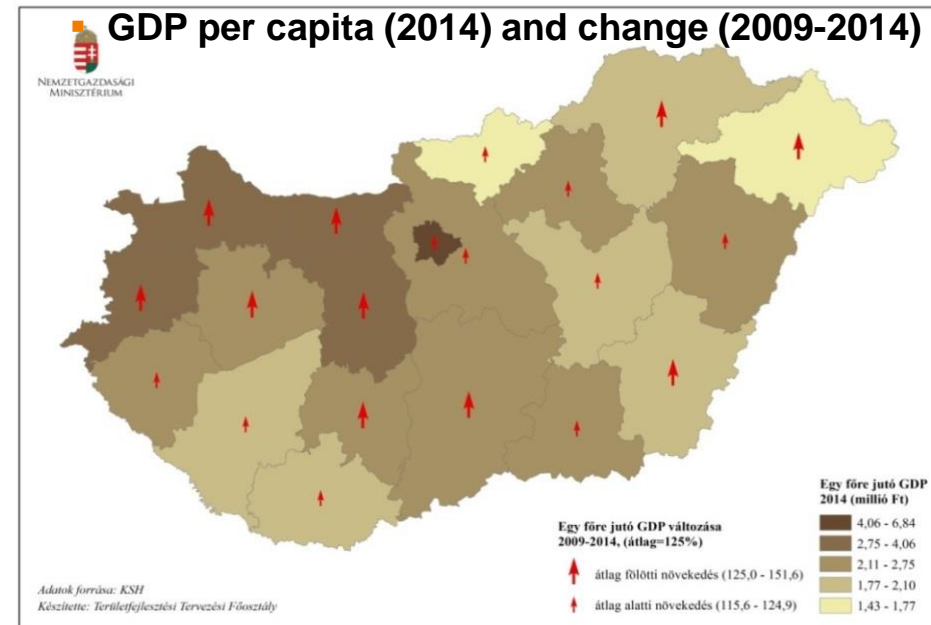 GDP per capita (2014) and change (2009-2014)
NEMZETGAZDASÁGI
MINISZTÉRIUM
Egy főre jutó GDP változása
2009-2014, (átlag=125%)
átlag fölötti növekedés (125,0 - 151,6)
átlag alatti növekedés (115,6 - 124,9)
Egy főre jutó GDP
2014 (millió Ft)
4,06 - 6,84
2,75 - 4,06
2,11 - 2,75
1,77 - 2,10
1,43 - 1,77
Adatok forrása: KSH
Készítette: Területfejlesztési Tervezési Főosztály